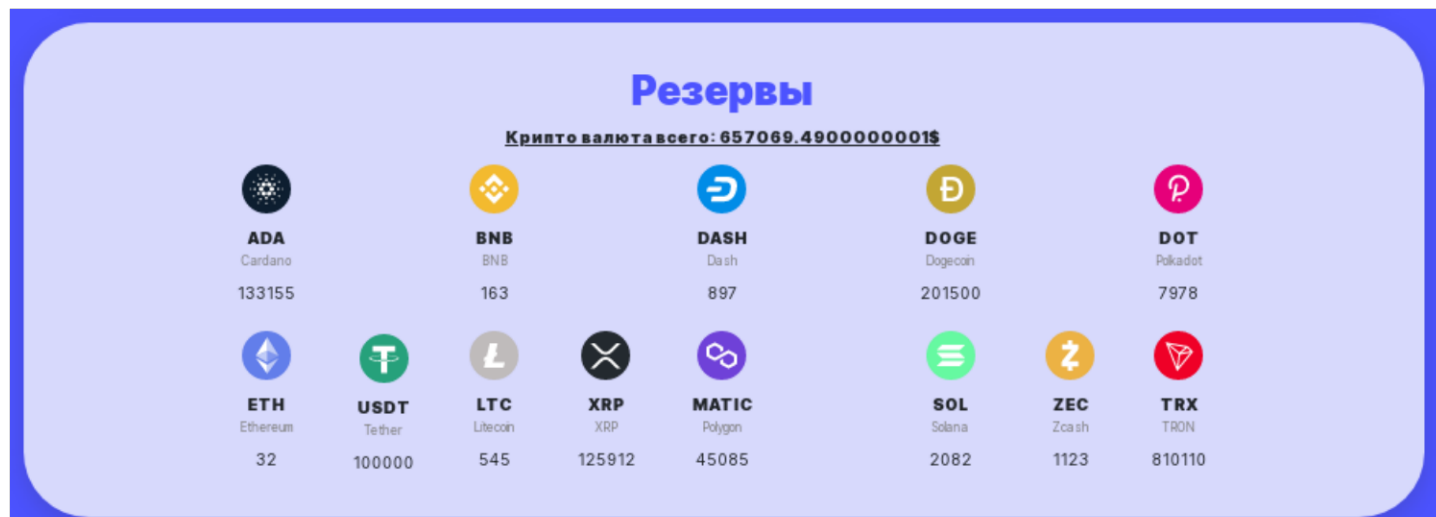 Резервы
Крипто валюта всего: 657069.4900000001$
ADA BNB DASH DOGE DOT
Cardano BNB Dash Dogecoin Polkadot
133155 163 897 201500 7978
ETH USDT LTC XRP MATIC SOL ZEC TRX
Ethereum Tether Litecoin XRP Polygon Solana Zcash TRON
32 100000 545 125912 45085 2082 1123 810110